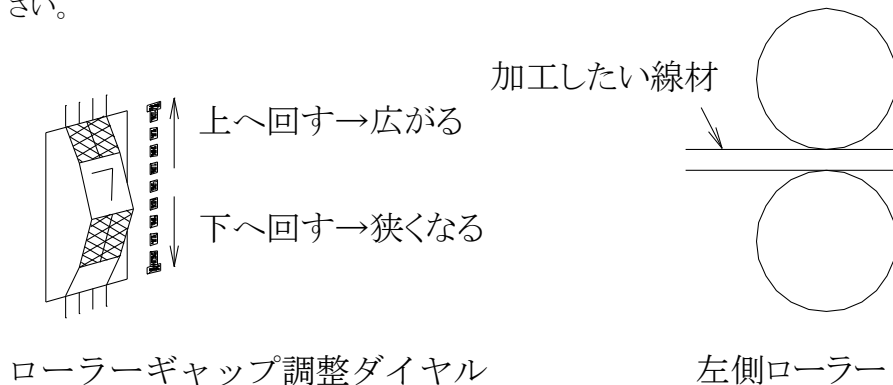 さい。
加工したい線材
上へ回す→広がる
下へ回す→狭くなる
ローラーギャップ調整ダイヤル
左側ローラー